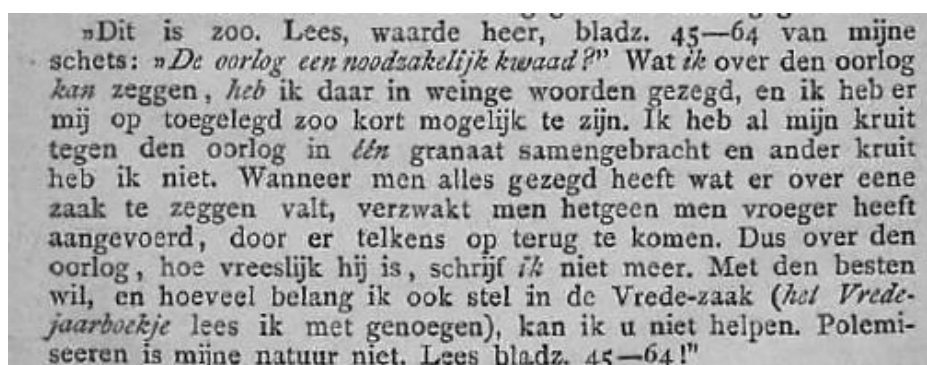 „Dit is zoo. Lees, waarde heer, bladz. 45—64 van mijne
schets: „De oorlog een noodzakelijk kwaad?” Wat ik over den oorlog
kan zeggen, heb ik daar in weinge woorden gezegd, en ik heb er
mij op toegelegd zoo kort mogelijk te zijn. Ik heb al mijn kruit
tegen den oorlog in één granaat samengebracht en ander kruit
heb ik niet. Wanneer men alles gezegd heeft wat er over eene
zaak te zeggen valt, verzwakt men hetgeen men vroeger heeft
aangevoerd, door er telkens op terug te komen. Dus over den
oorlog, hoe vreeslijk hij is, schrijf ik niet meer. Met den besten
wil, en hoeveel belang ik ook stel in de Vrede-zaak (het Vrede-
jaarboekje lees ik met genoegen), kan ik u niet helpen. Polemi-
seeren is mijne natuur niet. Lees bladz. 45—64!”